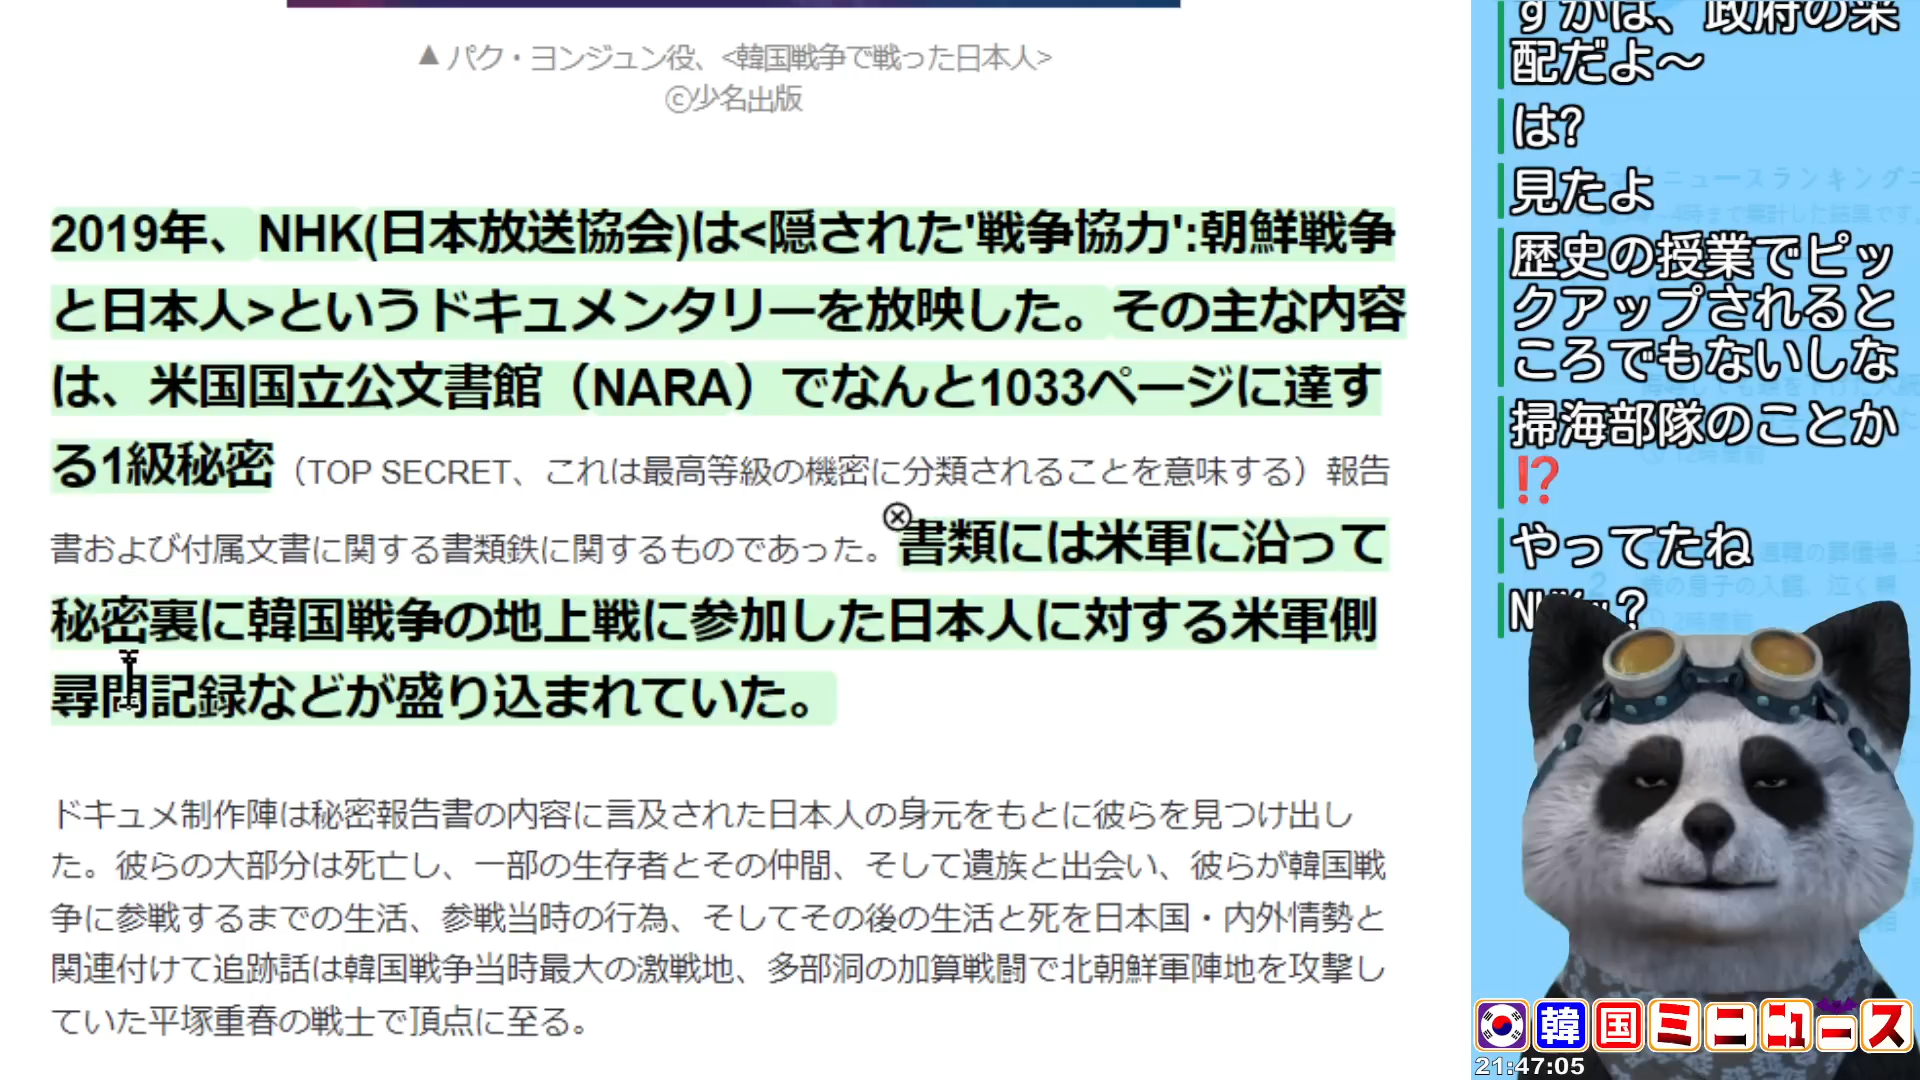 ▲ パク・ヨンジュン役、<韓国戦争で戦った日本人>
ⓒ少名出版
2019年、NHK(日本放送協会)は<隠された'戦争協力':朝鮮戦争
と日本人>というドキュメンタリーを放映した。その主な内容
は、米国国立公文書館（NARA）でなんと1033ページに達す
る1級秘密（TOP SECRET、これは最高等級の機密に分類されることを意味する）報告
書および付属文書に関する書類鉄に関するものであった。書類には米軍に沿って
秘密裏に韓国戦争の地上戦に参加した日本人に対する米軍側
尋問記録などが盛り込まれていた。
ドキュメ制作陣は秘密報告書の内容に言及された日本人の身元をもとに彼らを見つけ出し
た。彼らの大部分は死亡し、一部の生存者とその仲間、そして遺族と出会い、彼らが韓国戦
争に参戦するまでの生活、参戦当時の行為、そしてその後の生活と死を日本国・内外情勢と
関連付けて追跡話は韓国戦争当時最大の激戦地、多部洞の加算戦闘で北朝鮮軍陣地を攻撃し
ていた平塚重春の戦士で頂点に至る。
すがは、政府の采
配だよ〜
は?
見たよ
歴史の授業でピッ
クアップされると
ころでもないしな
掃海部隊のことか
⁉
やってたね
韓国ミニニュース
21:47:05